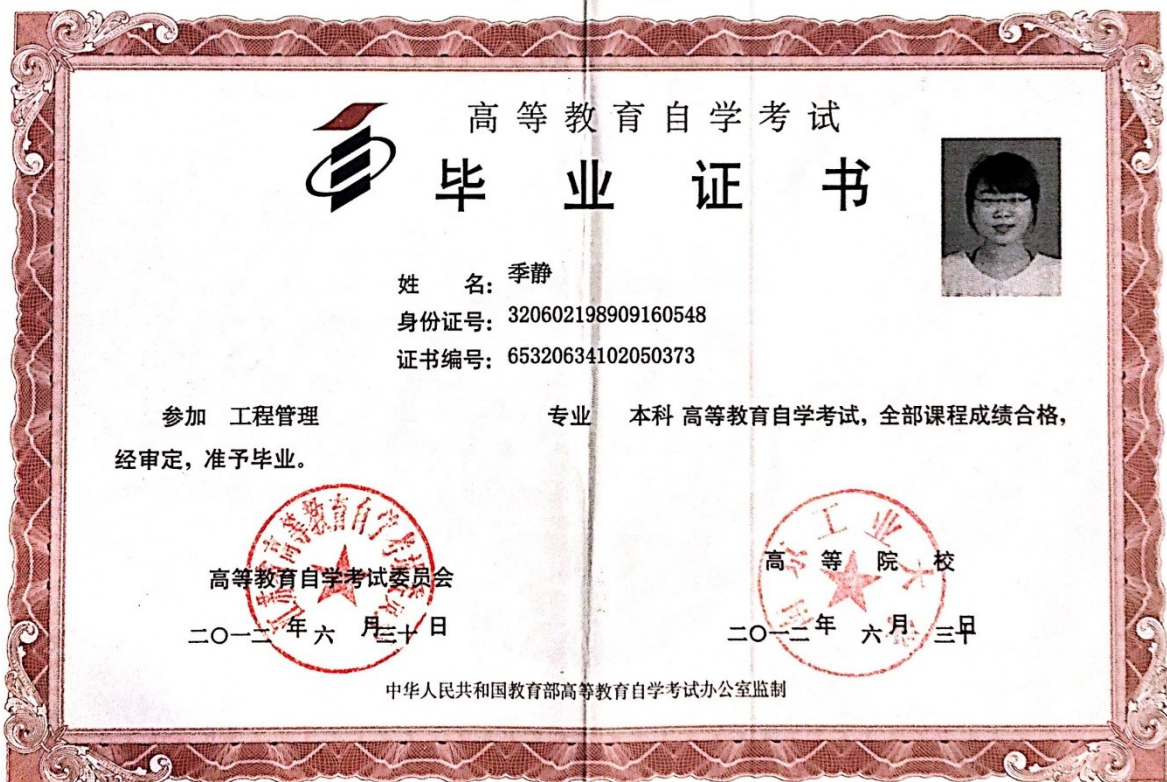 高等教育自学考试
毕业证书
姓 名：季静
身份证号：320602198909160548
证书编号：65320634102050373
参加 工程管理 专业 本科 高等教育自学考试，全部课程成绩合格，
经审定，准予毕业。
高等教育自学考试委员会
高等院校
二〇一二年六月三十日
二〇一二年六月三十日
中华人民共和国教育部高等教育自学考试办公室监制